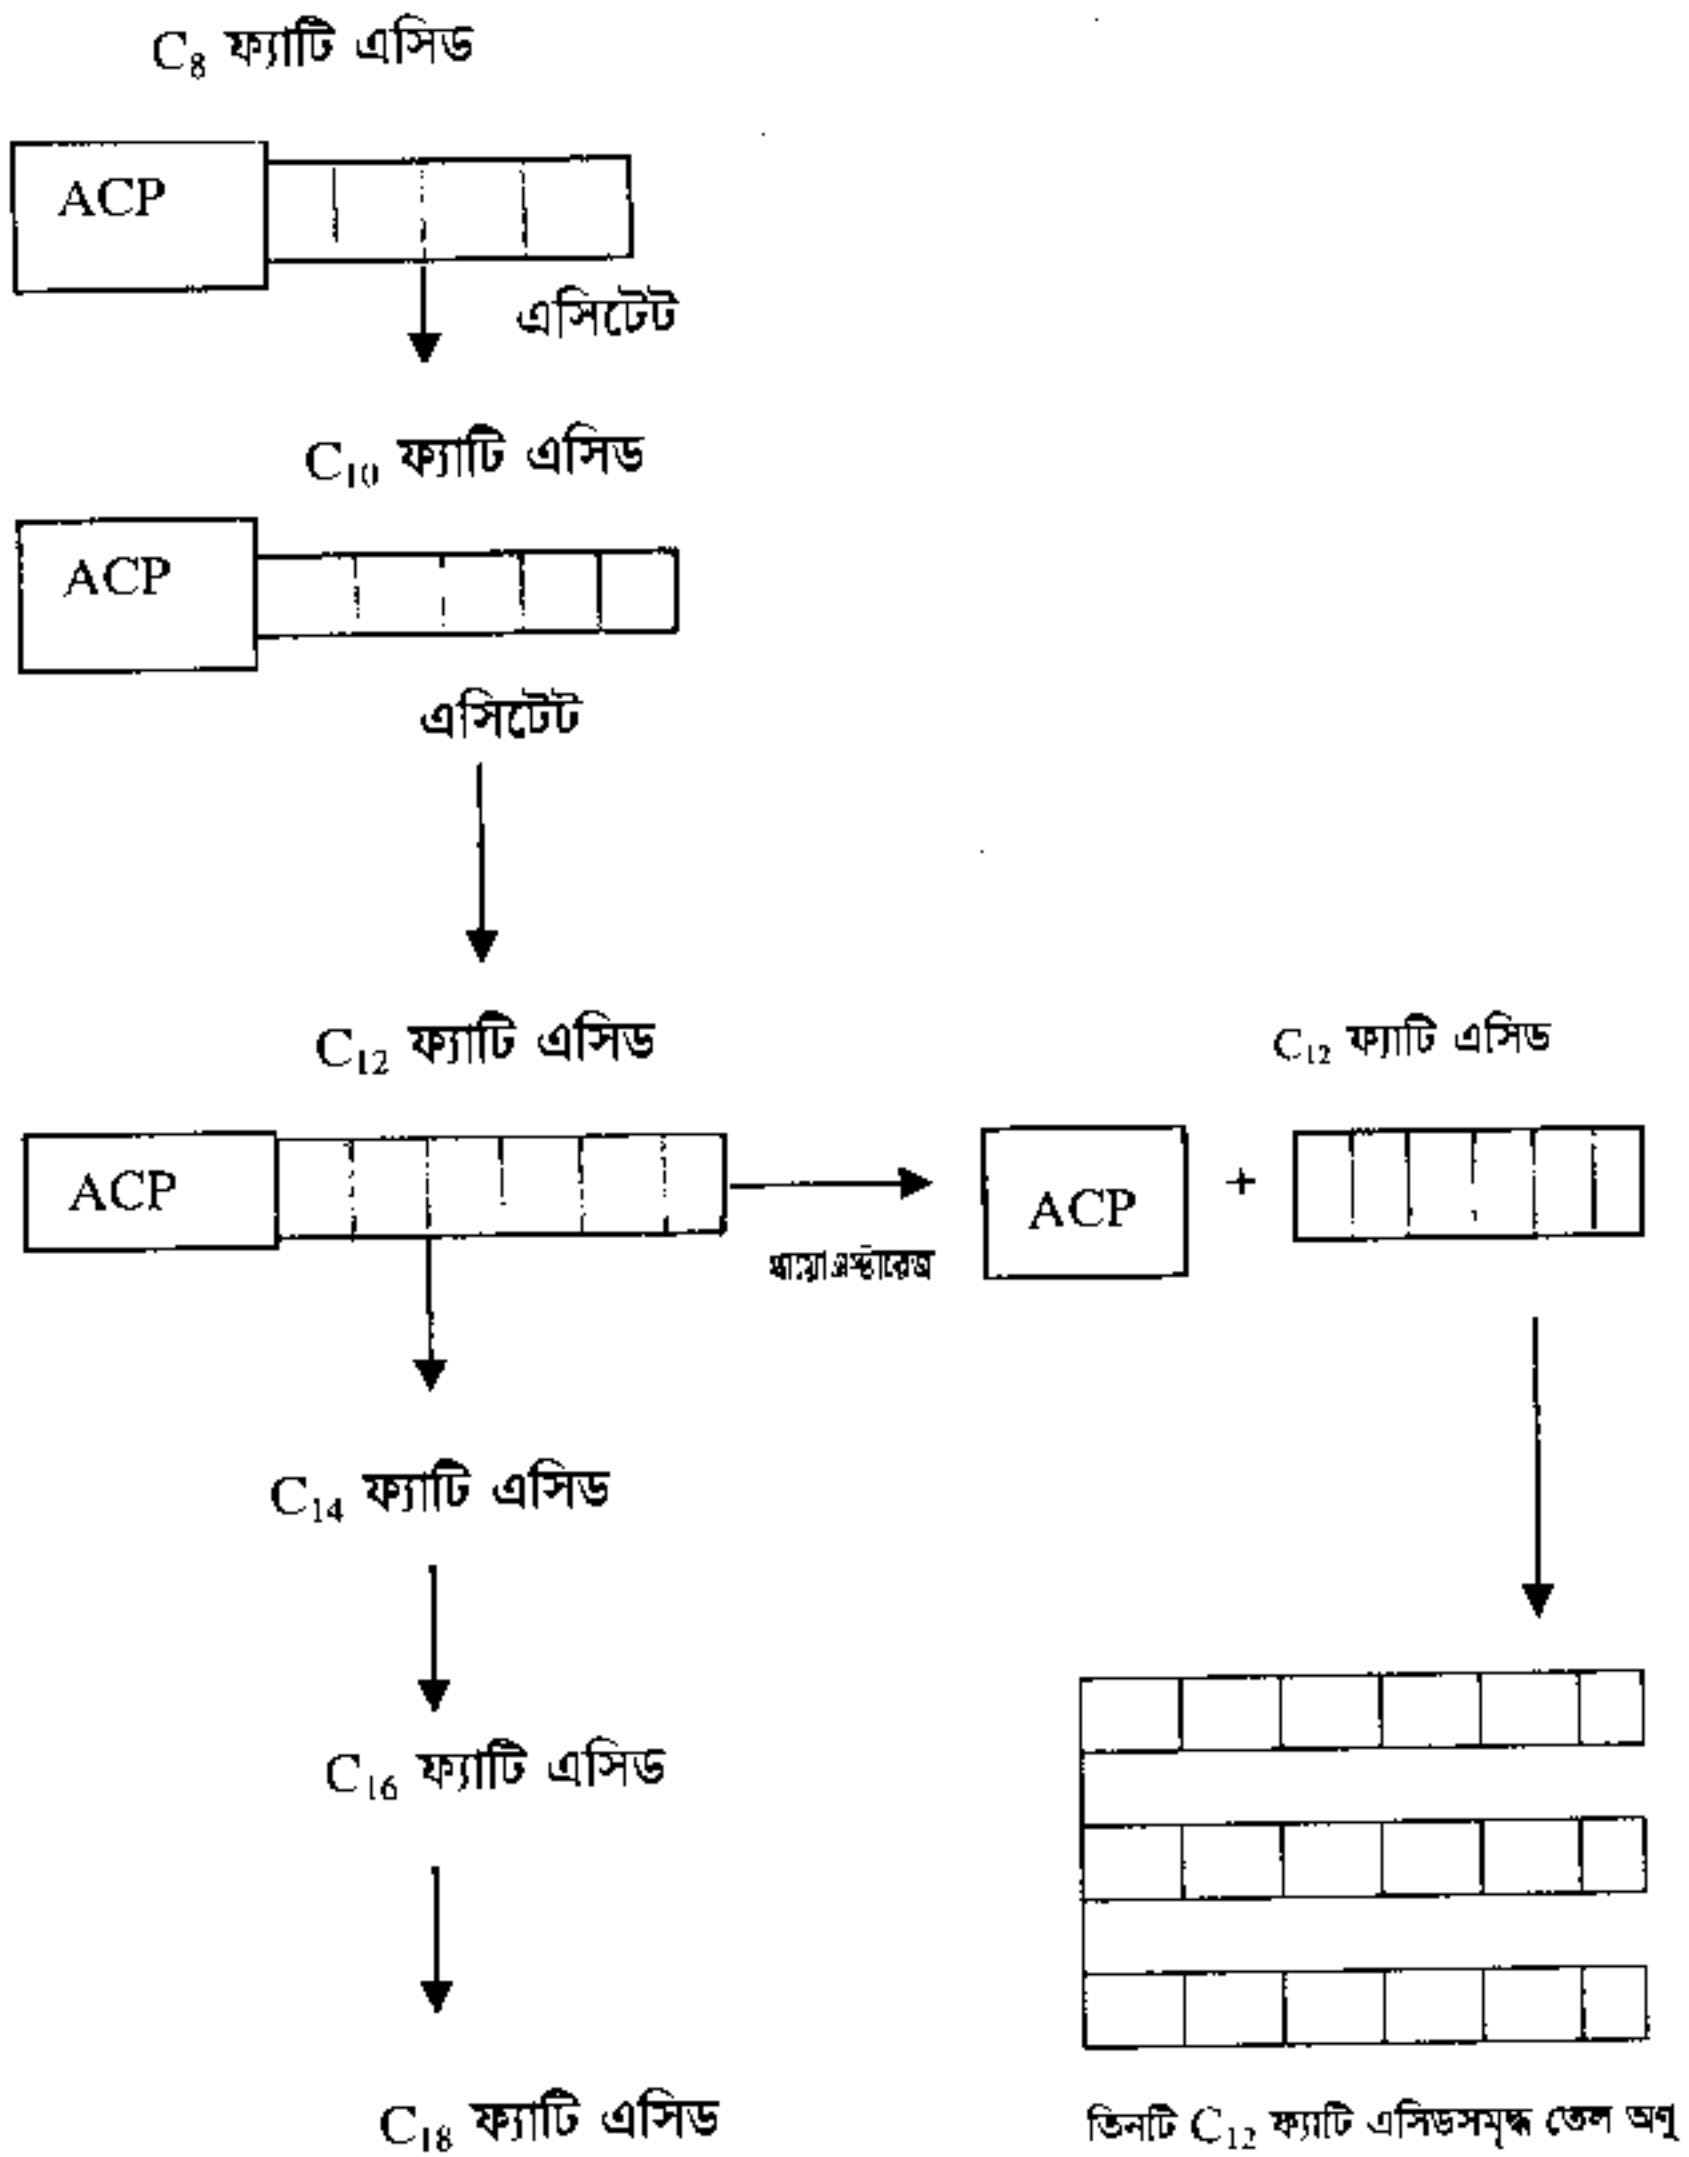 C₈ ফ্যাটি এসিড
ACP
এসিটেট
C₁₀ ফ্যাটি এসিড
ACP
এসিটেট
C₁₂ ফ্যাটি এসিড
C₁₂ ফ্যাটি এসিড
ACP
ACP
+
থায়োএস্টারেজ
C₁₄ ফ্যাটি এসিড
C₁₆ ফ্যাটি এসিড
C₁₈ ফ্যাটি এসিড
তিনটি C₁₂ ফ্যাটি এসিডসমৃদ্ধ তেল অণু